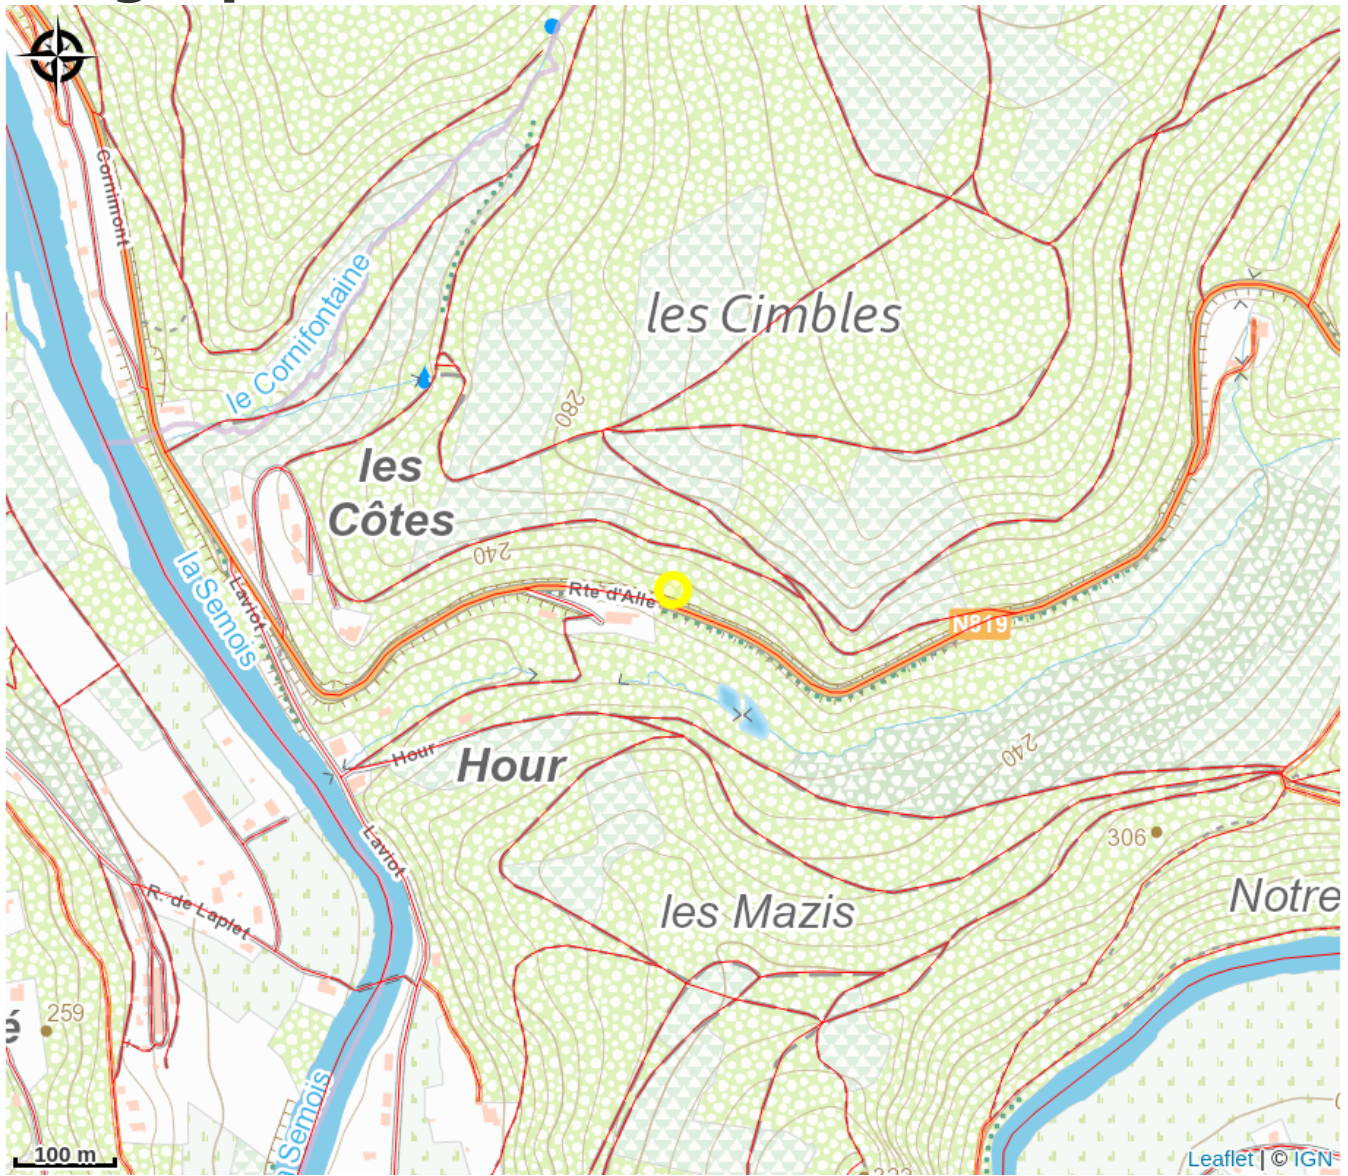 Cornimont
le Cornifontaine
les Cimbles
280
les
Côtes
240
la Semois
Laviot
Rte d'Alle
N819
Hour
Hour
240
Laviot
306
les Mazis
Notre
R. de Laplet
259
é
la Semois
100 m
Leaflet | © IGN